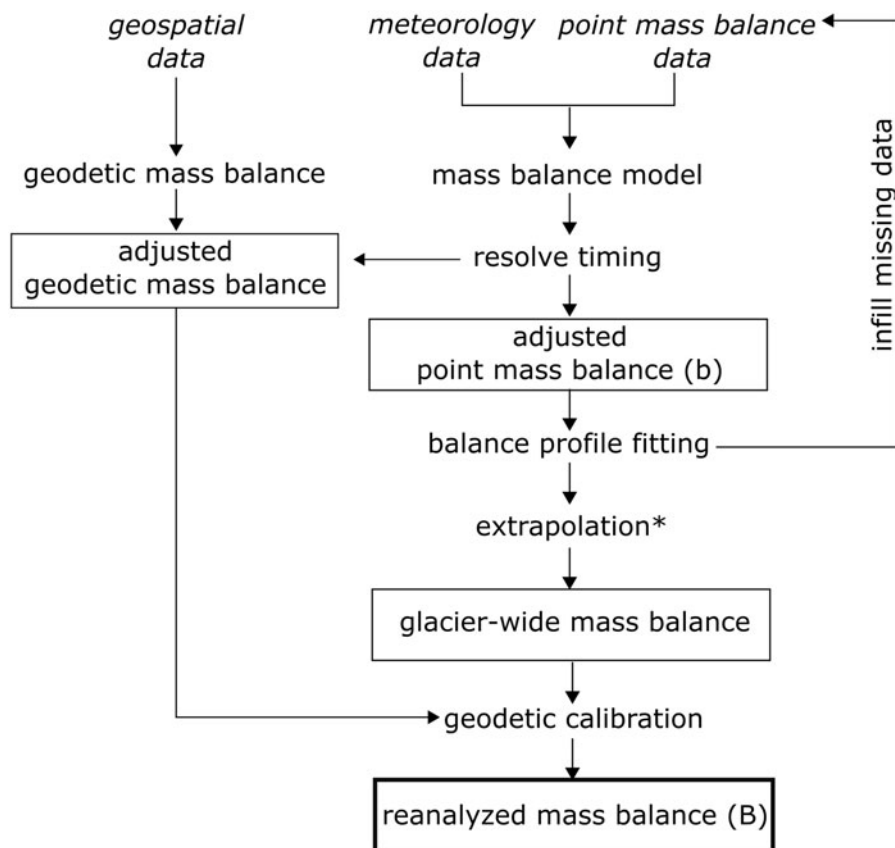 geospatial
data
meteorology
data
point mass balance
data
geodetic mass balance
mass balance model
infill missing data
adjusted
geodetic mass balance
resolve timing
adjusted
point mass balance (b)
balance profile fitting
extrapolation*
glacier-wide mass balance
geodetic calibration
reanalyzed mass balance (B)